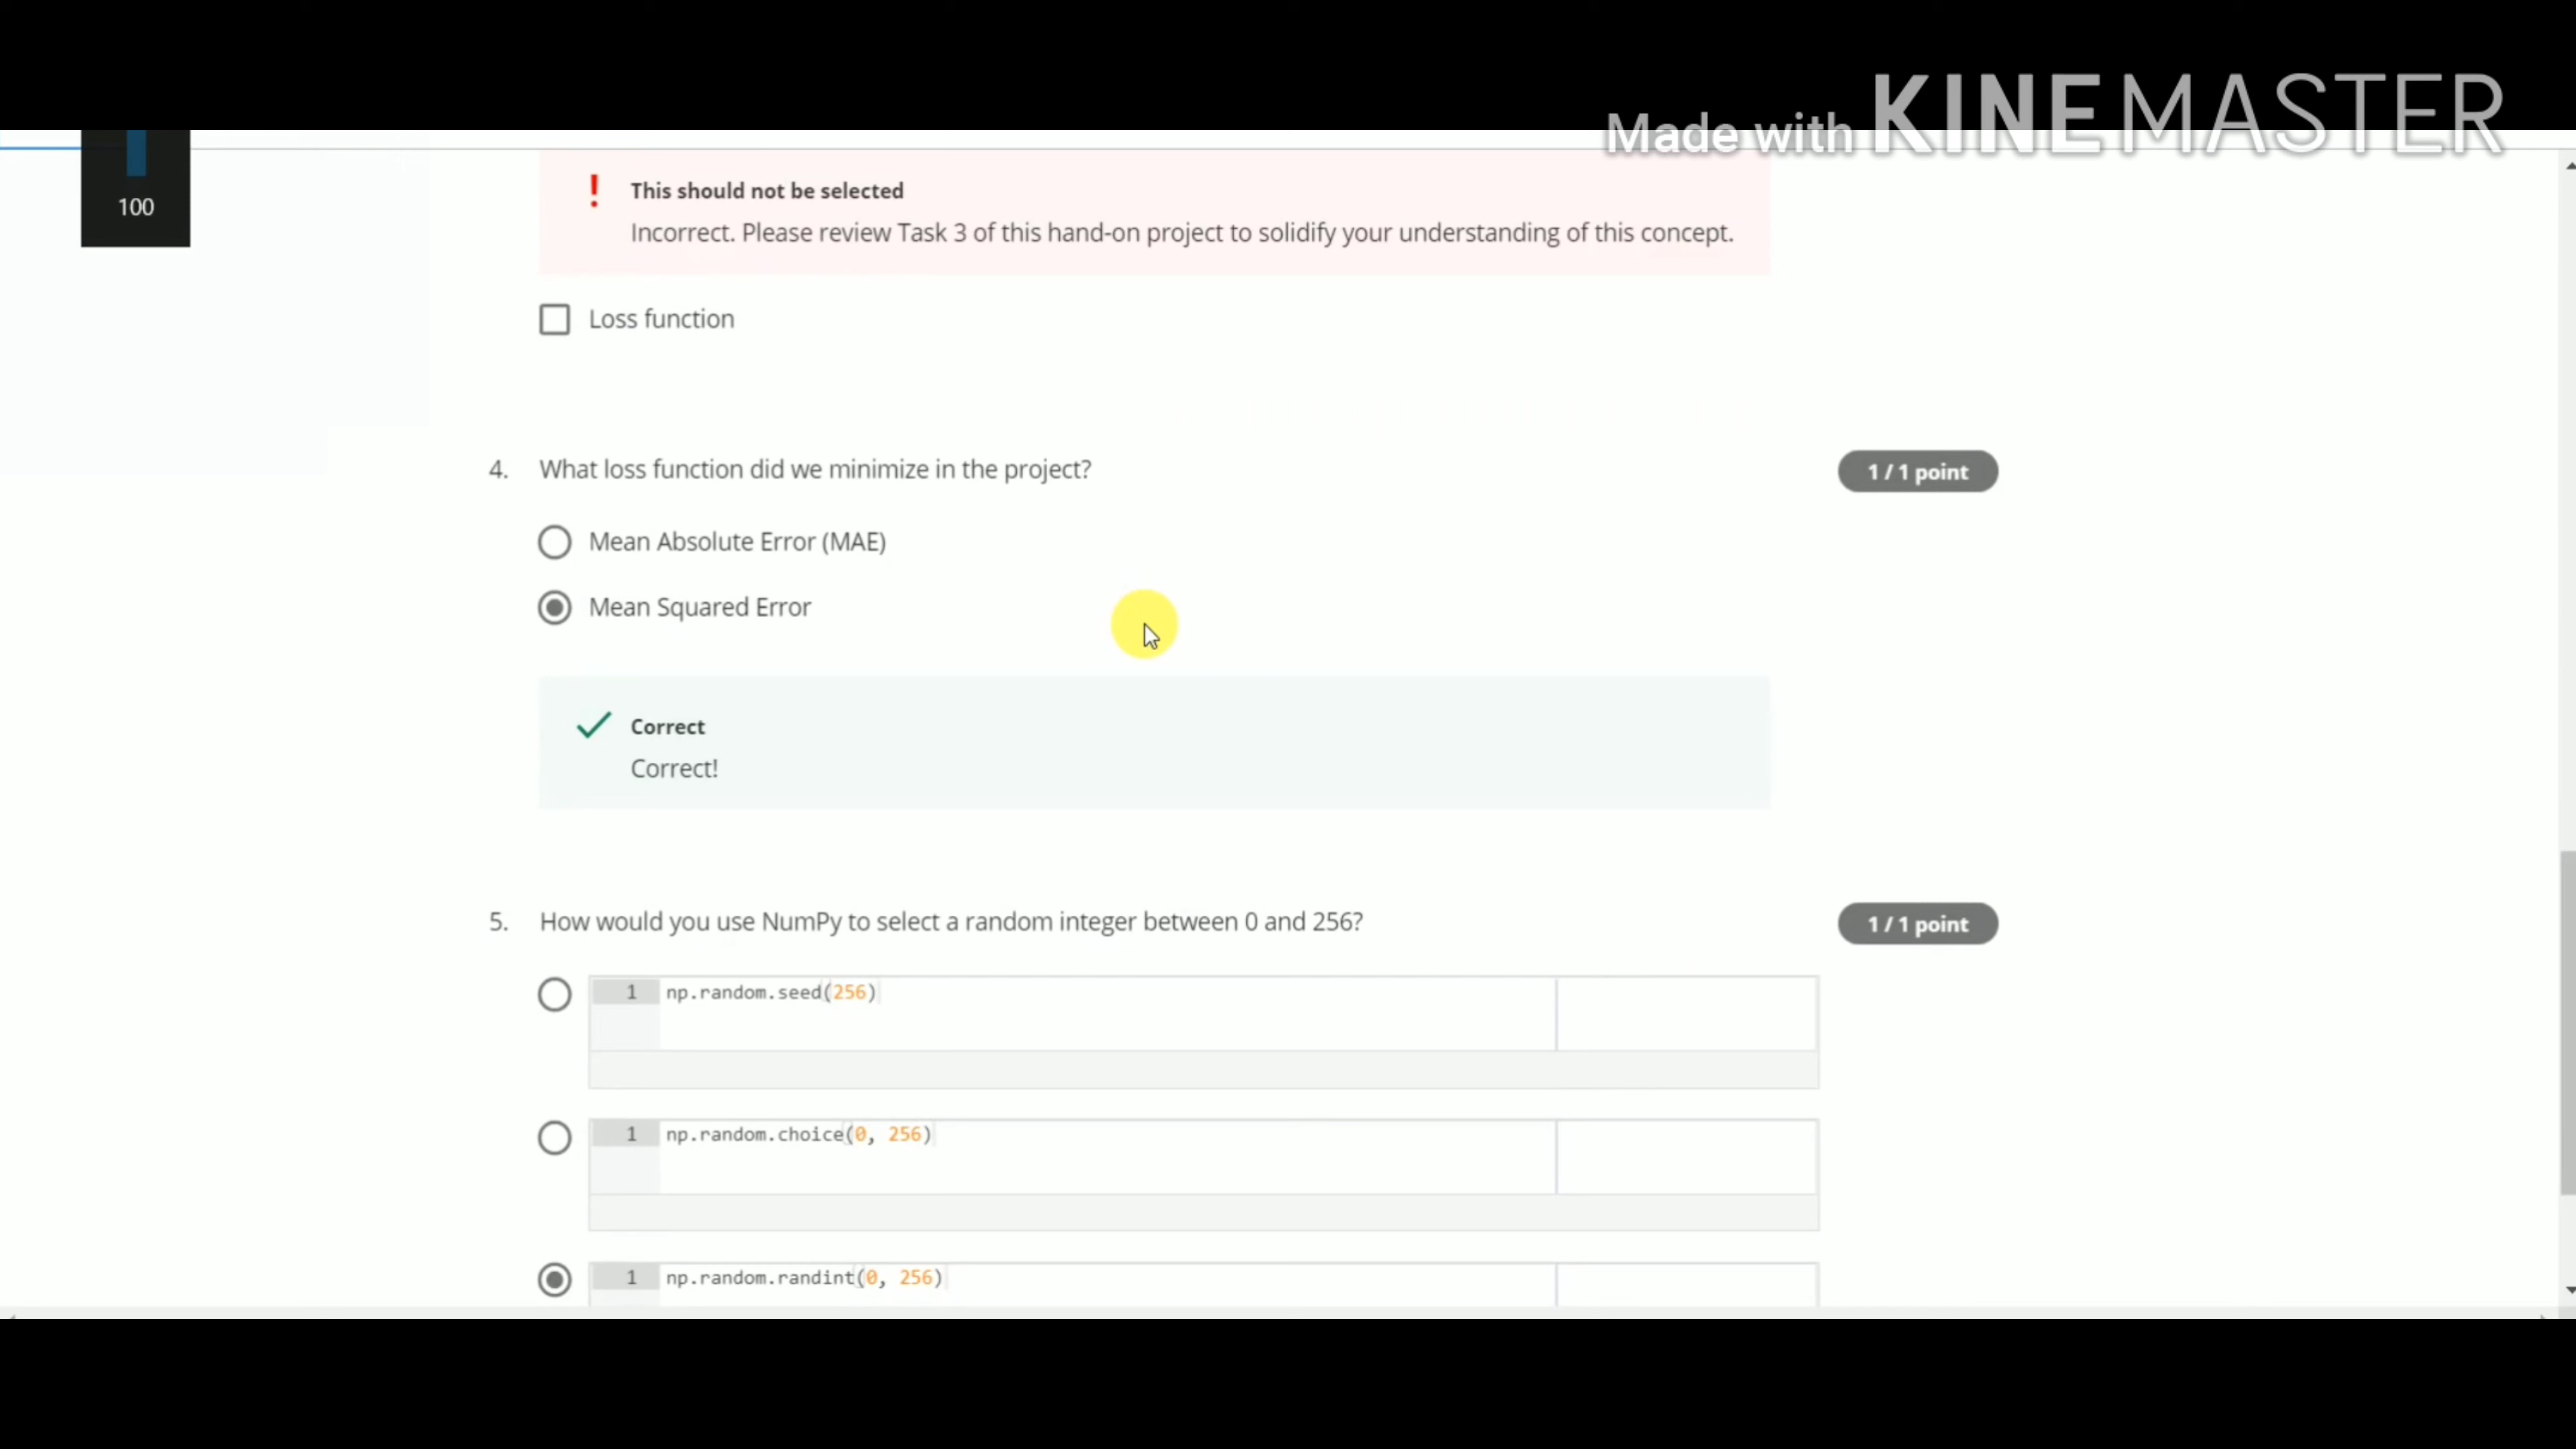 Made with KINEMASTER
100
This should not be selected
Incorrect. Please review Task 3 of this hand-on project to solidify your understanding of this concept.
Loss function
4. What loss function did we minimize in the project?
1 / 1 point
Mean Absolute Error (MAE)
Mean Squared Error
Correct
Correct!
5. How would you use NumPy to select a random integer between 0 and 256?
1 / 1 point
1 np.random.seed(256)
1 np.random.choice(0, 256)
1 np.random.randint(0, 256)